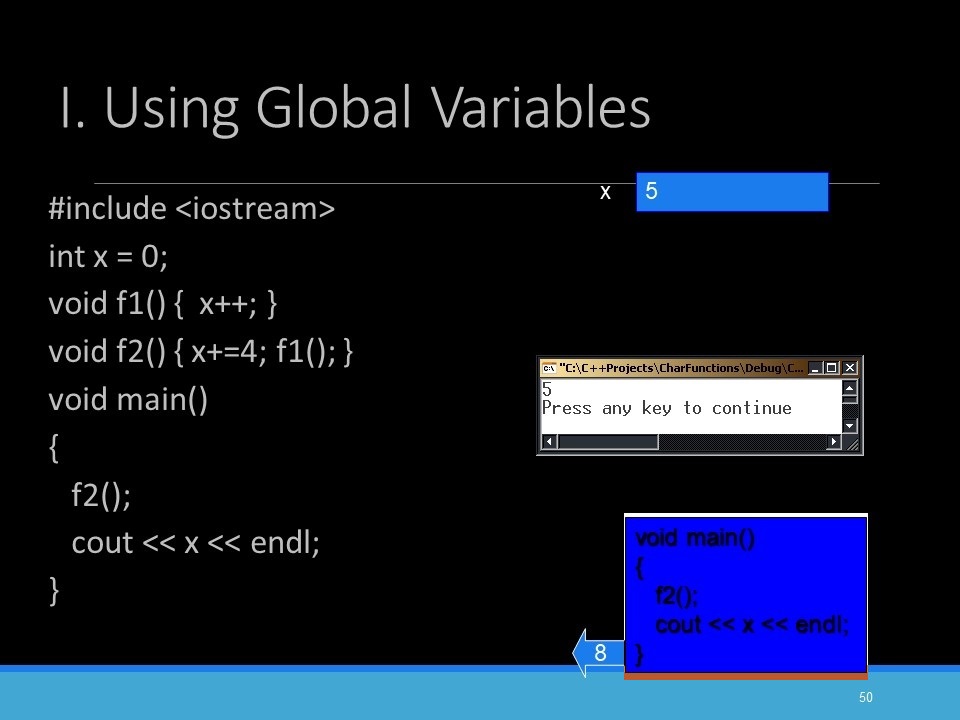 I. Using Global Variables
x 5
#include <iostream>
int x = 0;
void f1() { x++; }
void f2() { x+=4; f1(); }
void main()
{
f2();
cout << x << endl;
}
"C:\C++Projects\CharFunctions\Debug\C...
5
Press any key to continue
void main()
{
f2();
cout << x << endl;
}
8
50